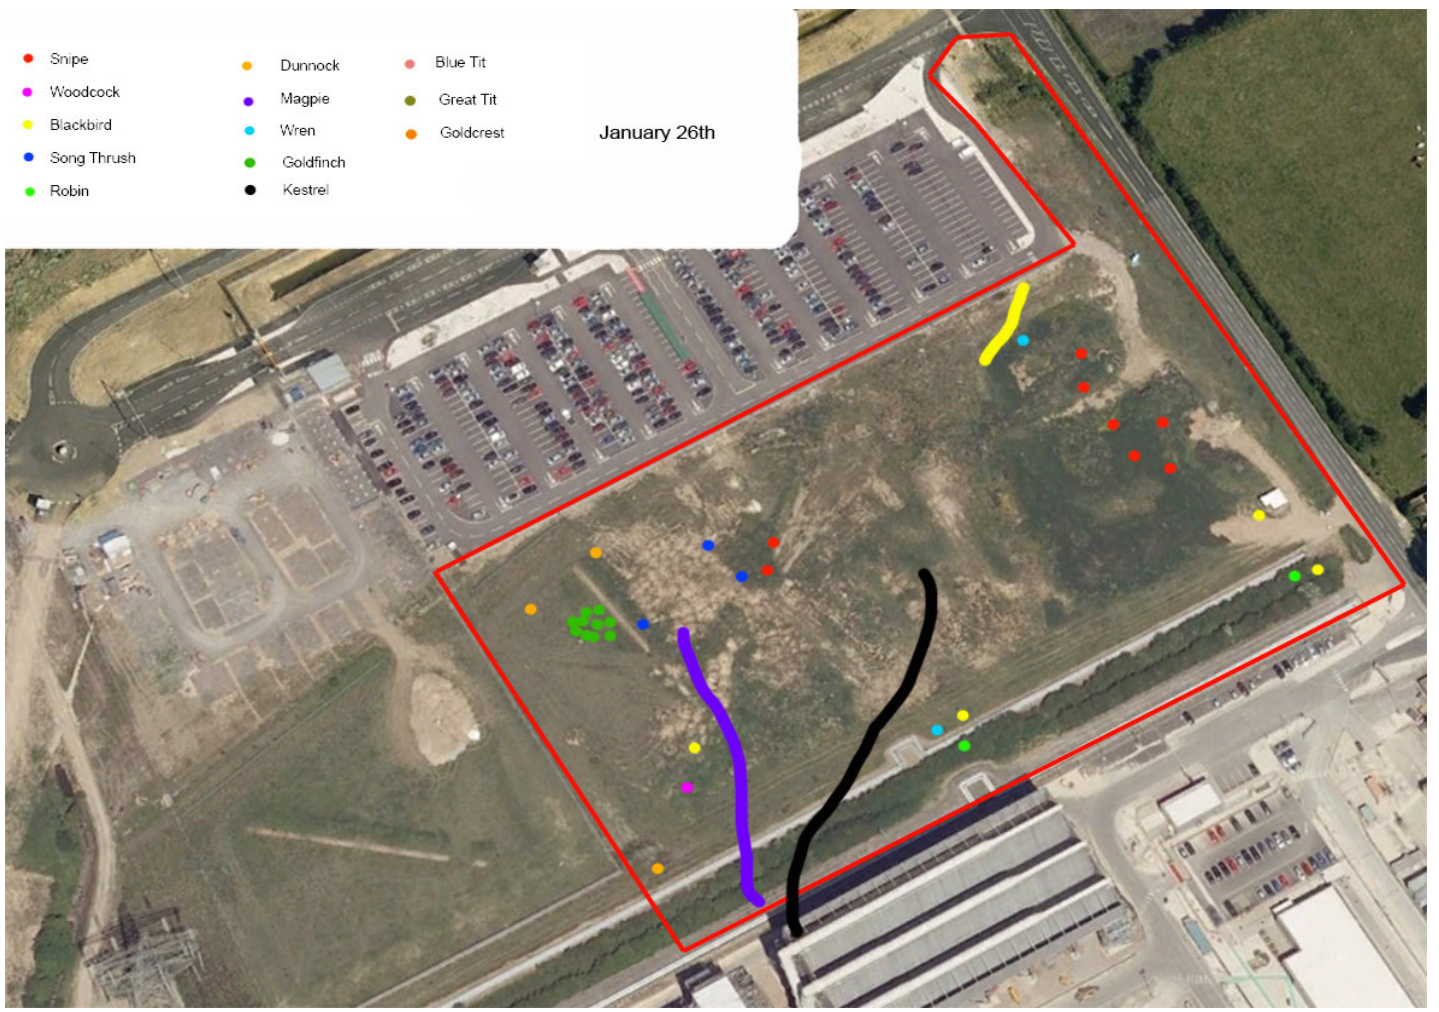 Snipe
Woodcock
Blackbird
Song Thrush
Robin
Dunnock
Magpie
Wren
Goldfinch
Kestrel
Blue Tit
Great Tit
Goldcrest
January 26th